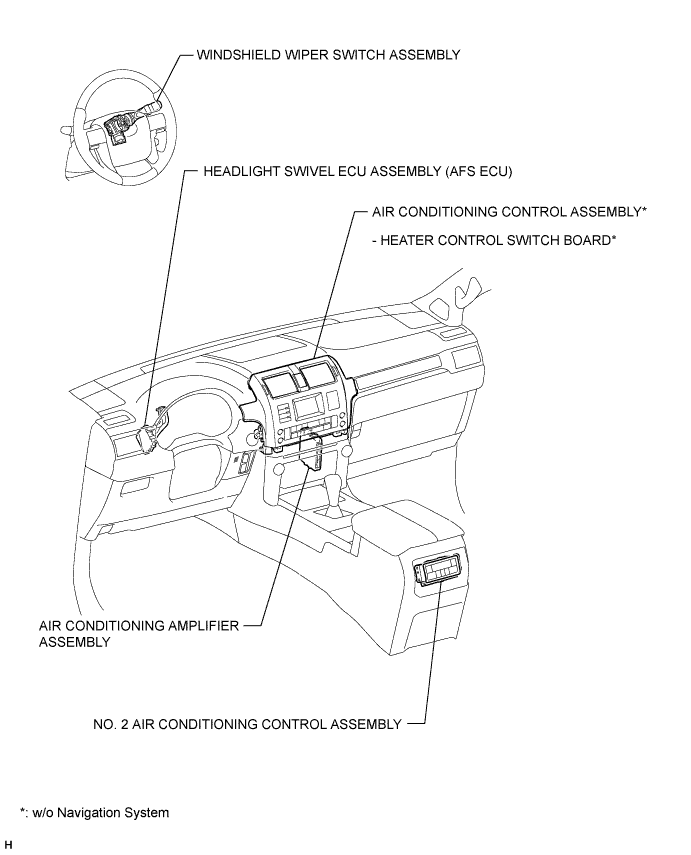 WINDSHIELD WIPER SWITCH ASSEMBLY
HEADLIGHT SWIVEL ECU ASSEMBLY (AFS ECU)
AIR CONDITIONING CONTROL ASSEMBLY*
- HEATER CONTROL SWITCH BOARD*
AIR CONDITIONING AMPLIFIER
ASSEMBLY
NO. 2 AIR CONDITIONING CONTROL ASSEMBLY
*: w/o Navigation System
H